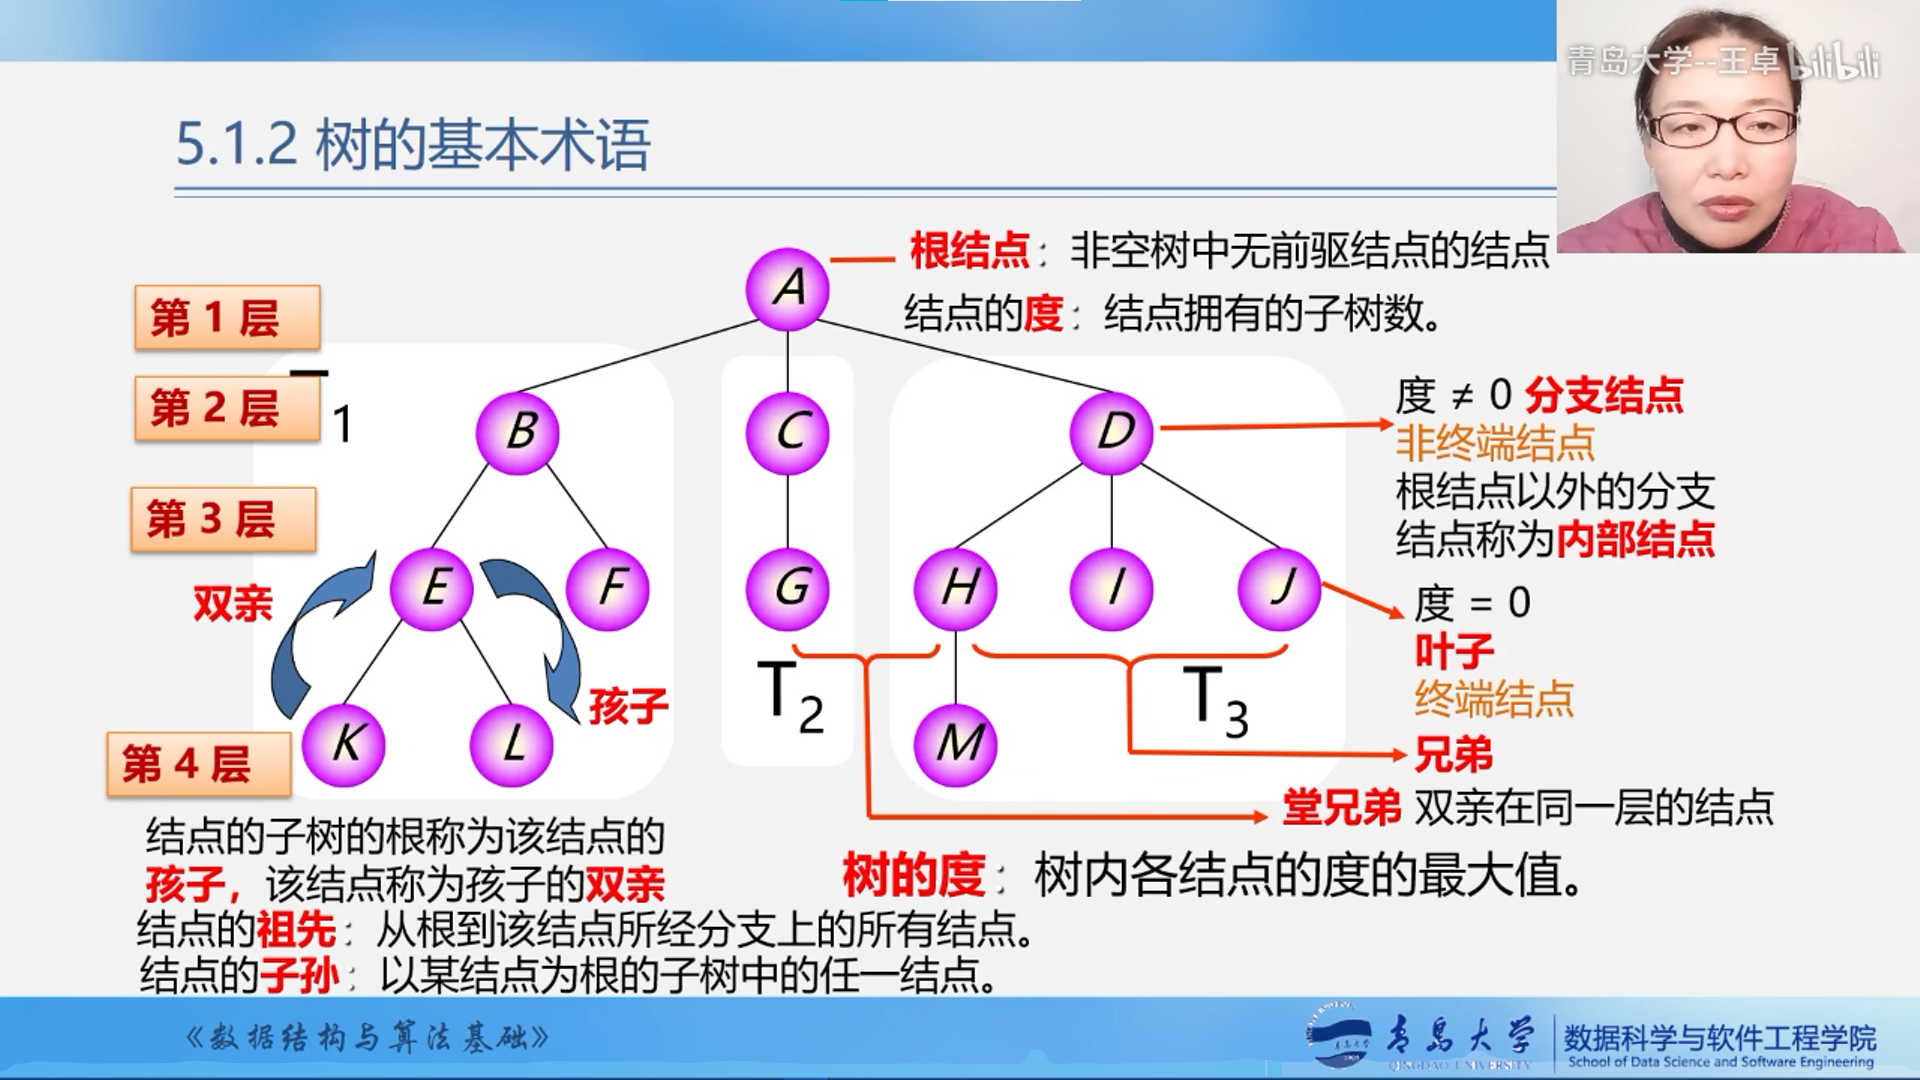 青岛大学--王卓 bilibili
5.1.2 树的基本术语
根结点：非空树中无前驱结点的结点
结点的度：结点拥有的子树数。
A
第 1 层
第 2 层
1
B
C
D
度 ≠ 0 分支结点
非终端结点
根结点以外的分支
结点称为内部结点
第 3 层
双亲
E
F
G
H
I
J
度 = 0
叶子
终端结点
孩子
T2
T3
第 4 层
K
L
M
兄弟
堂兄弟 双亲在同一层的结点
结点的子树的根称为该结点的
孩子，该结点称为孩子的双亲
树的度：树内各结点的度的最大值。
结点的祖先：从根到该结点所经分支上的所有结点。
结点的子孙：以某结点为根的子树中的任一结点。
《数据结构与算法基础》
青岛大学
QINGDAO UNIVERSITY
数据科学与软件工程学院
School of Data Science and Software Engineering